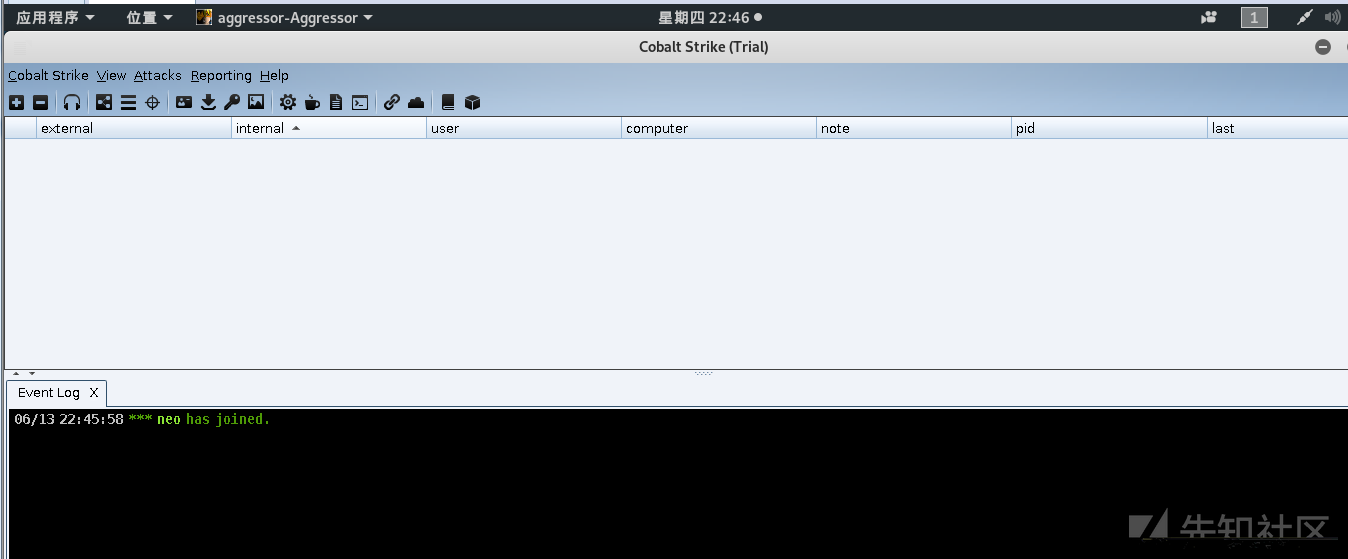 应用程序 位置 aggressor-Aggressor 星期四 22:46 1
Cobalt Strike (Trial)
Cobalt Strike View Attacks Reporting Help
external internal user computer note pid last
Event Log X
06/13 22:45:58 *** neo has joined.
先知社区